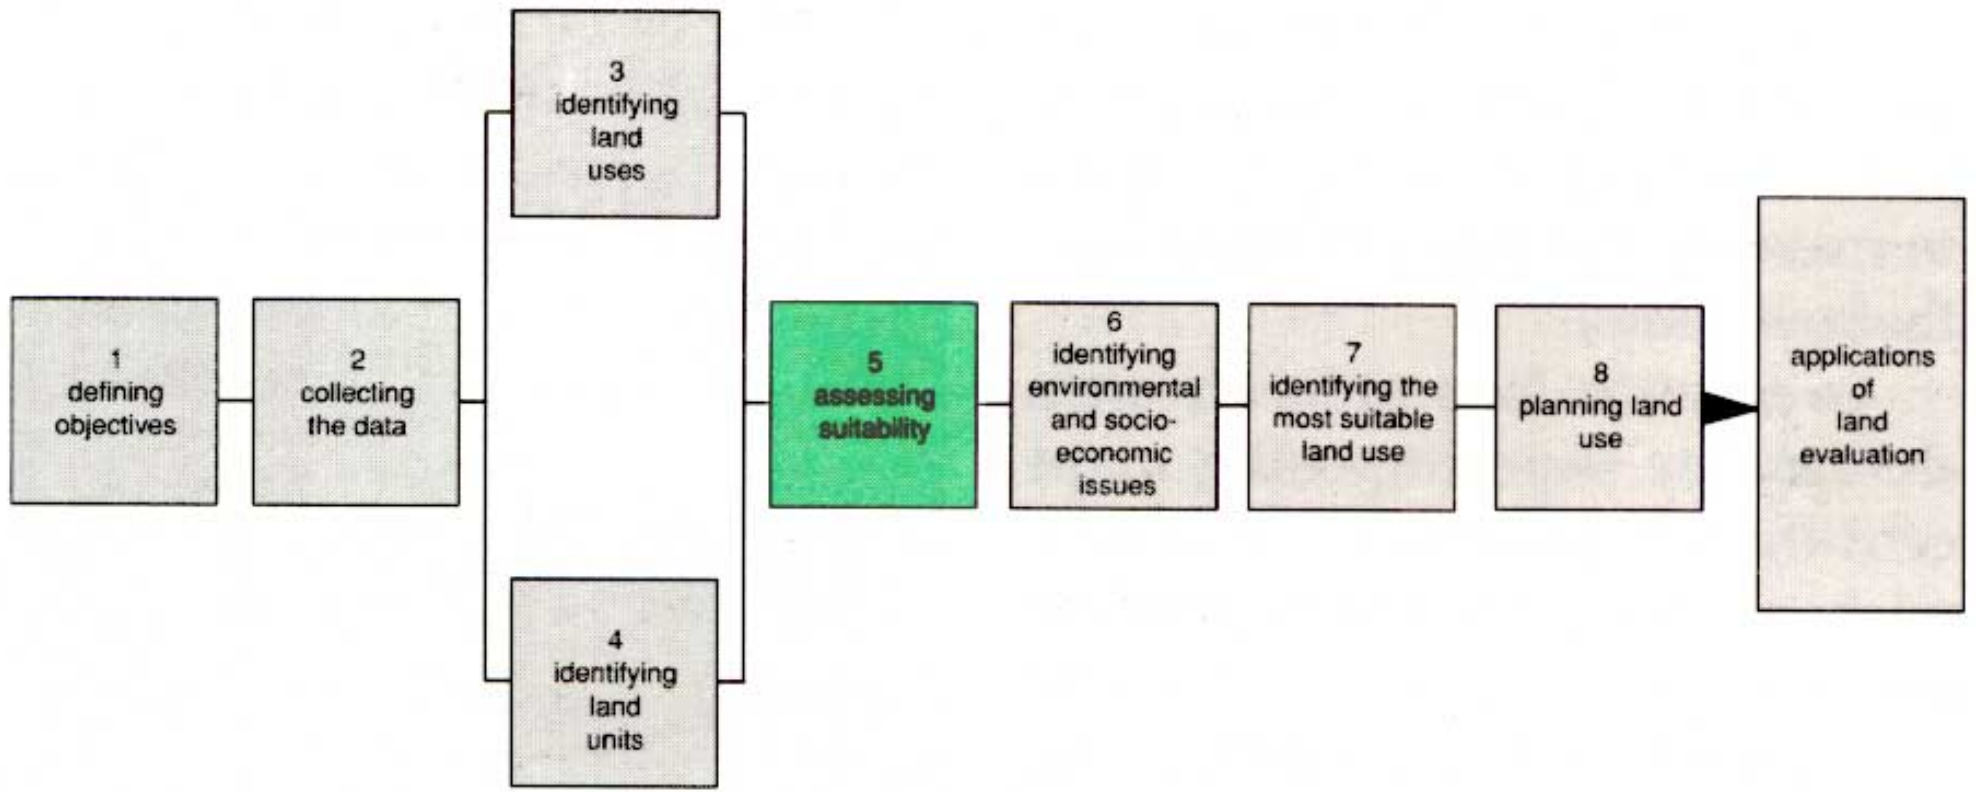 1
defining
objectives
2
collecting
the data
3
identifying
land
uses
4
identifying
land
units
5
assessing
suitability
6
identifying
environmental
and socio-
economic
issues
7
identifying the
most suitable
land use
8
planning land
use
applications
of
land
evaluation